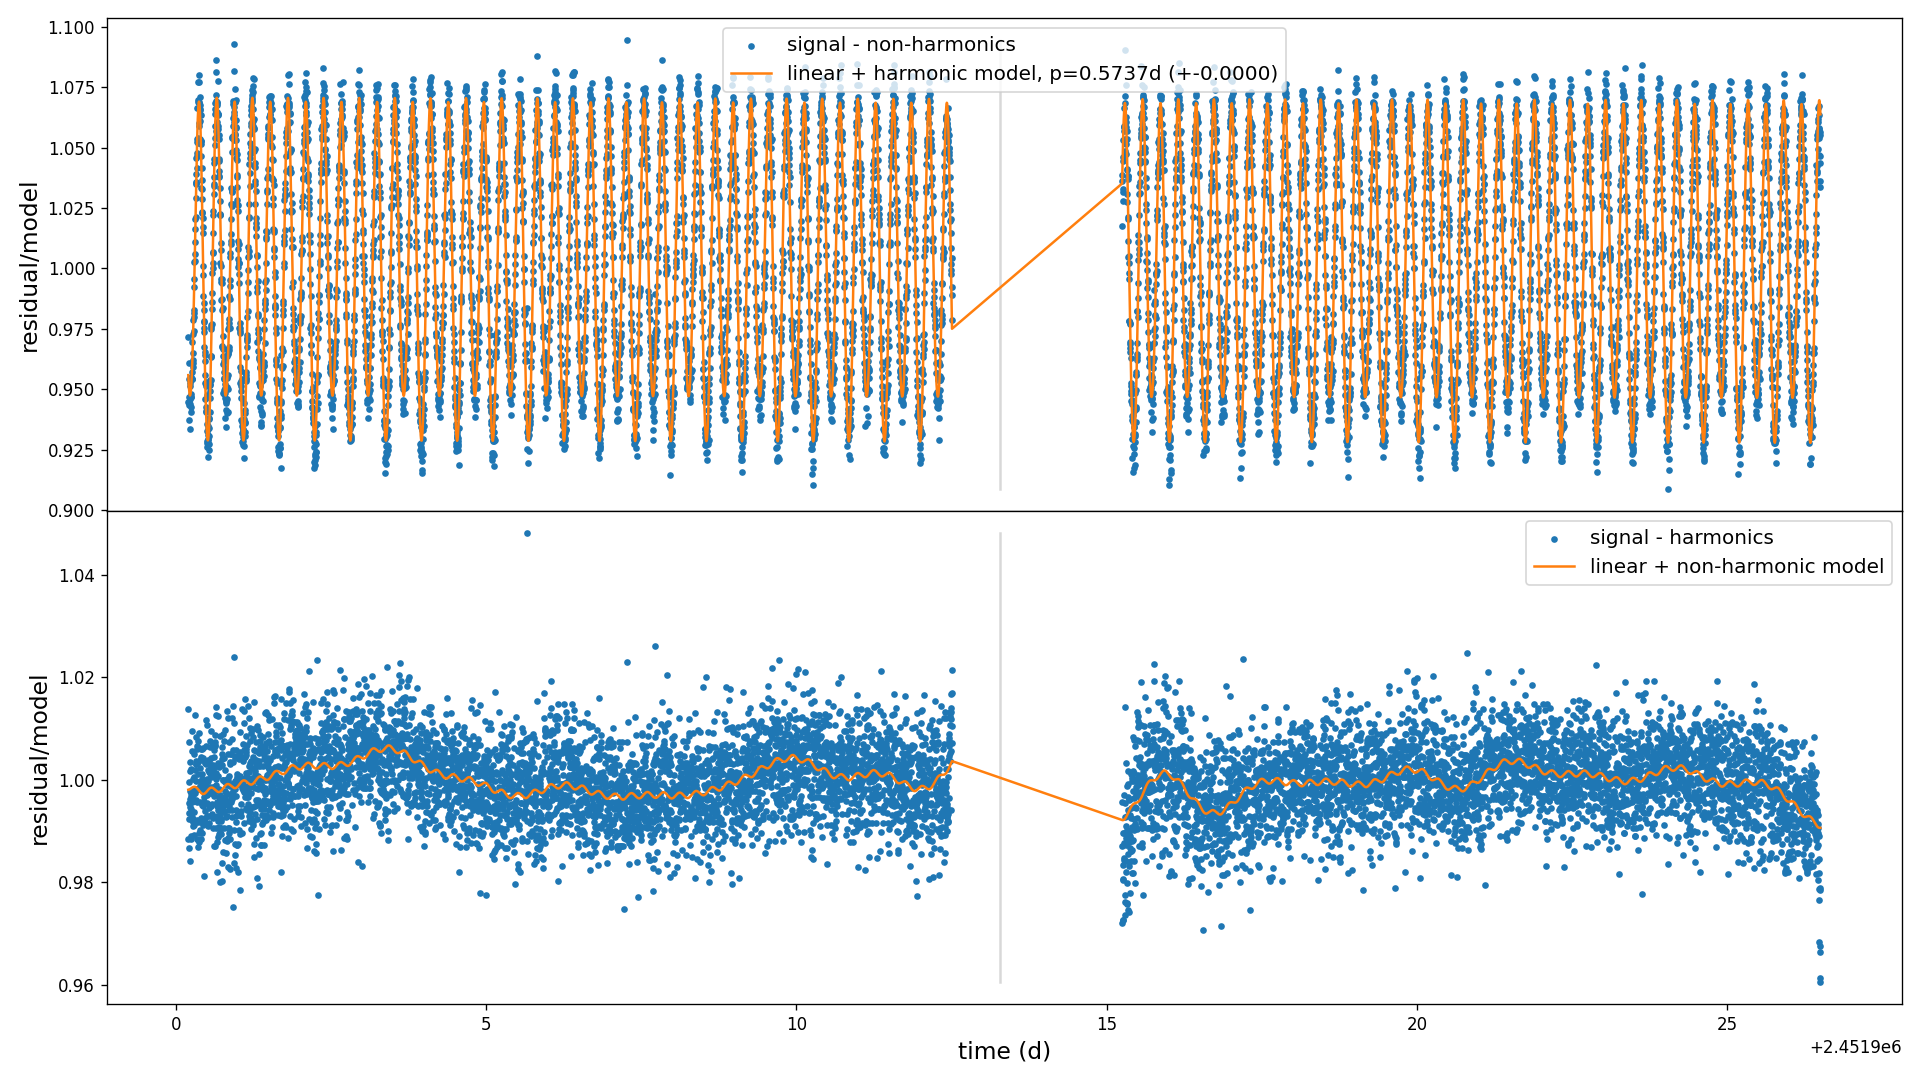 1.100
1.075
1.050
1.025
1.000
0.975
0.950
0.925
0.900
residual/model
signal - non-harmonics
linear + harmonic model, p=0.5737d (+-0.0000)
1.04
1.02
1.00
0.98
0.96
residual/model
signal - harmonics
linear + non-harmonic model
0 5 10 15 20 25
time (d)
+2.4519e6